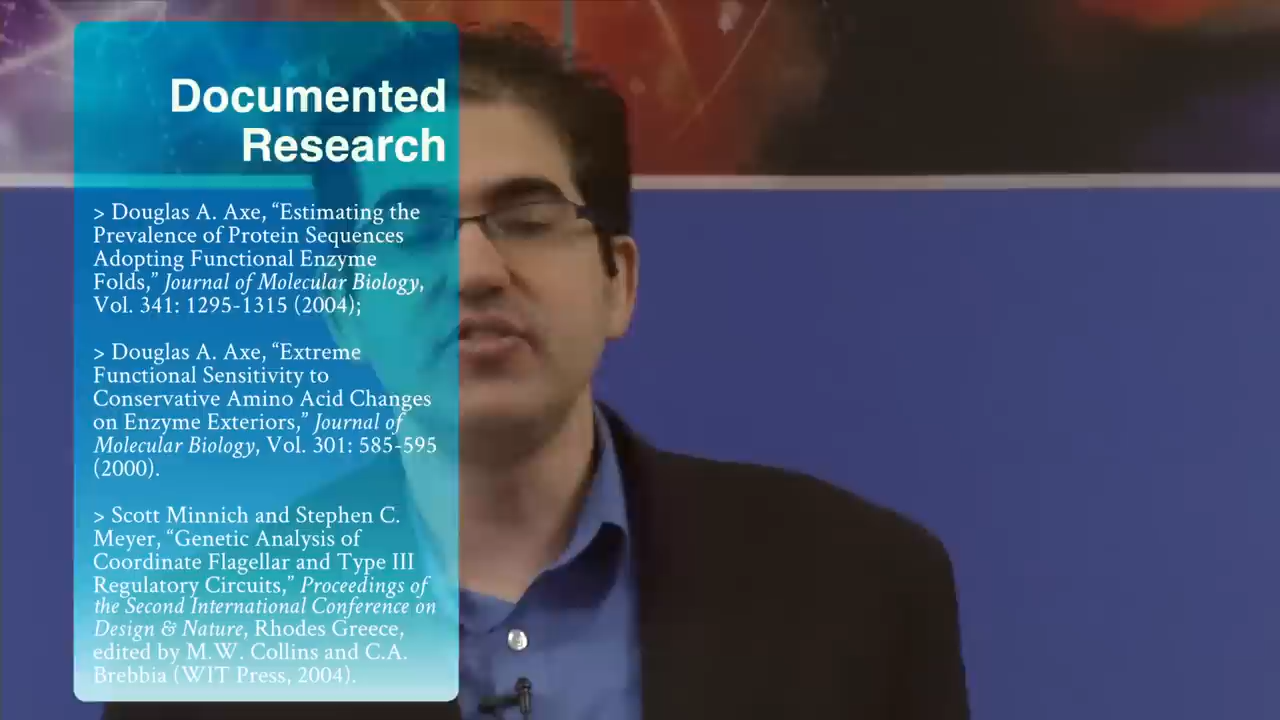 Documented
Research
> Douglas A. Axe, “Estimating the
Prevalence of Protein Sequences
Adopting Functional Enzyme
Folds,” Journal of Molecular Biology,
Vol. 341: 1295-1315 (2004);
> Douglas A. Axe, “Extreme
Functional Sensitivity to
Conservative Amino Acid Changes
on Enzyme Exteriors,” Journal of
Molecular Biology, Vol. 301: 585-595
(2000).
> Scott Minnich and Stephen C.
Meyer, “Genetic Analysis of
Coordinate Flagellar and Type III
Regulatory Circuits,” Proceedings of
the Second International Conference on
Design & Nature, Rhodes Greece,
edited by M.W. Collins and C.A.
Brebbia (WIT Press, 2004).